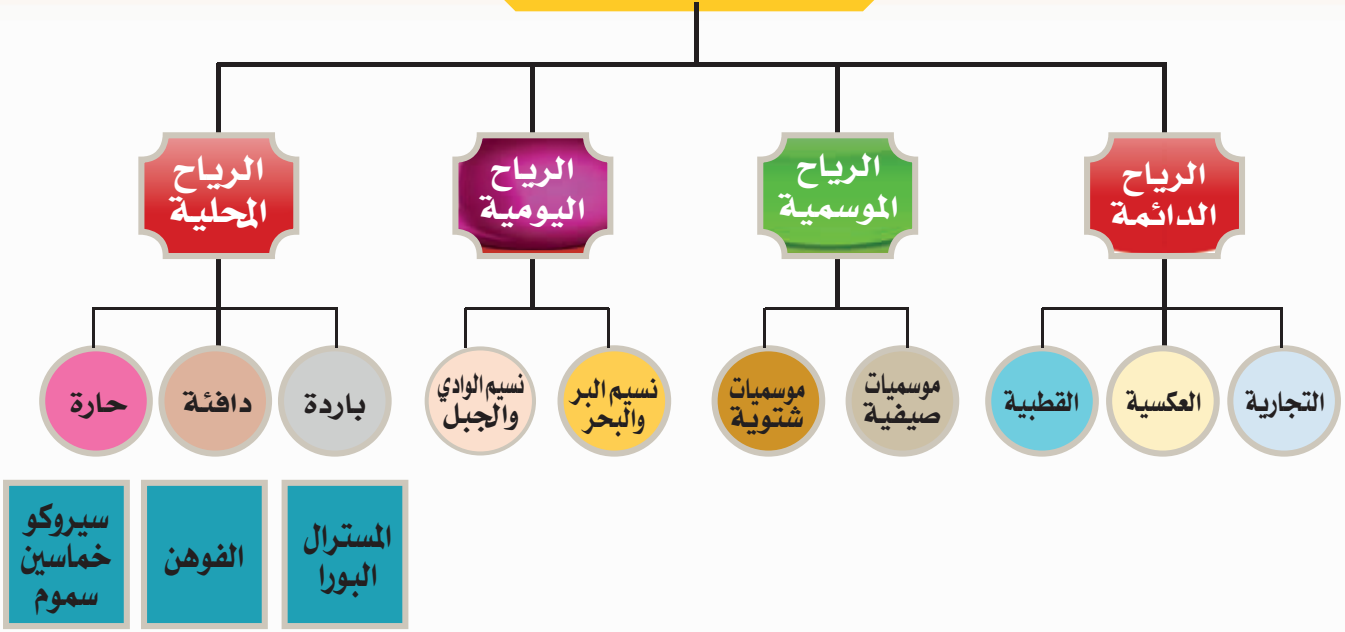 الرياح
الدائمة
الرياح
الموسمية
الرياح
اليومية
الرياح
المحلية
التجارية
العكسية
القطبية
موسميات
صيفية
موسميات
شتوية
نسيم البر
والبحر
نسيم الوادي
والجبل
باردة
دافئة
حارة
المسترال
البورا
الفوهن
سيروكو
خماسين
سموم